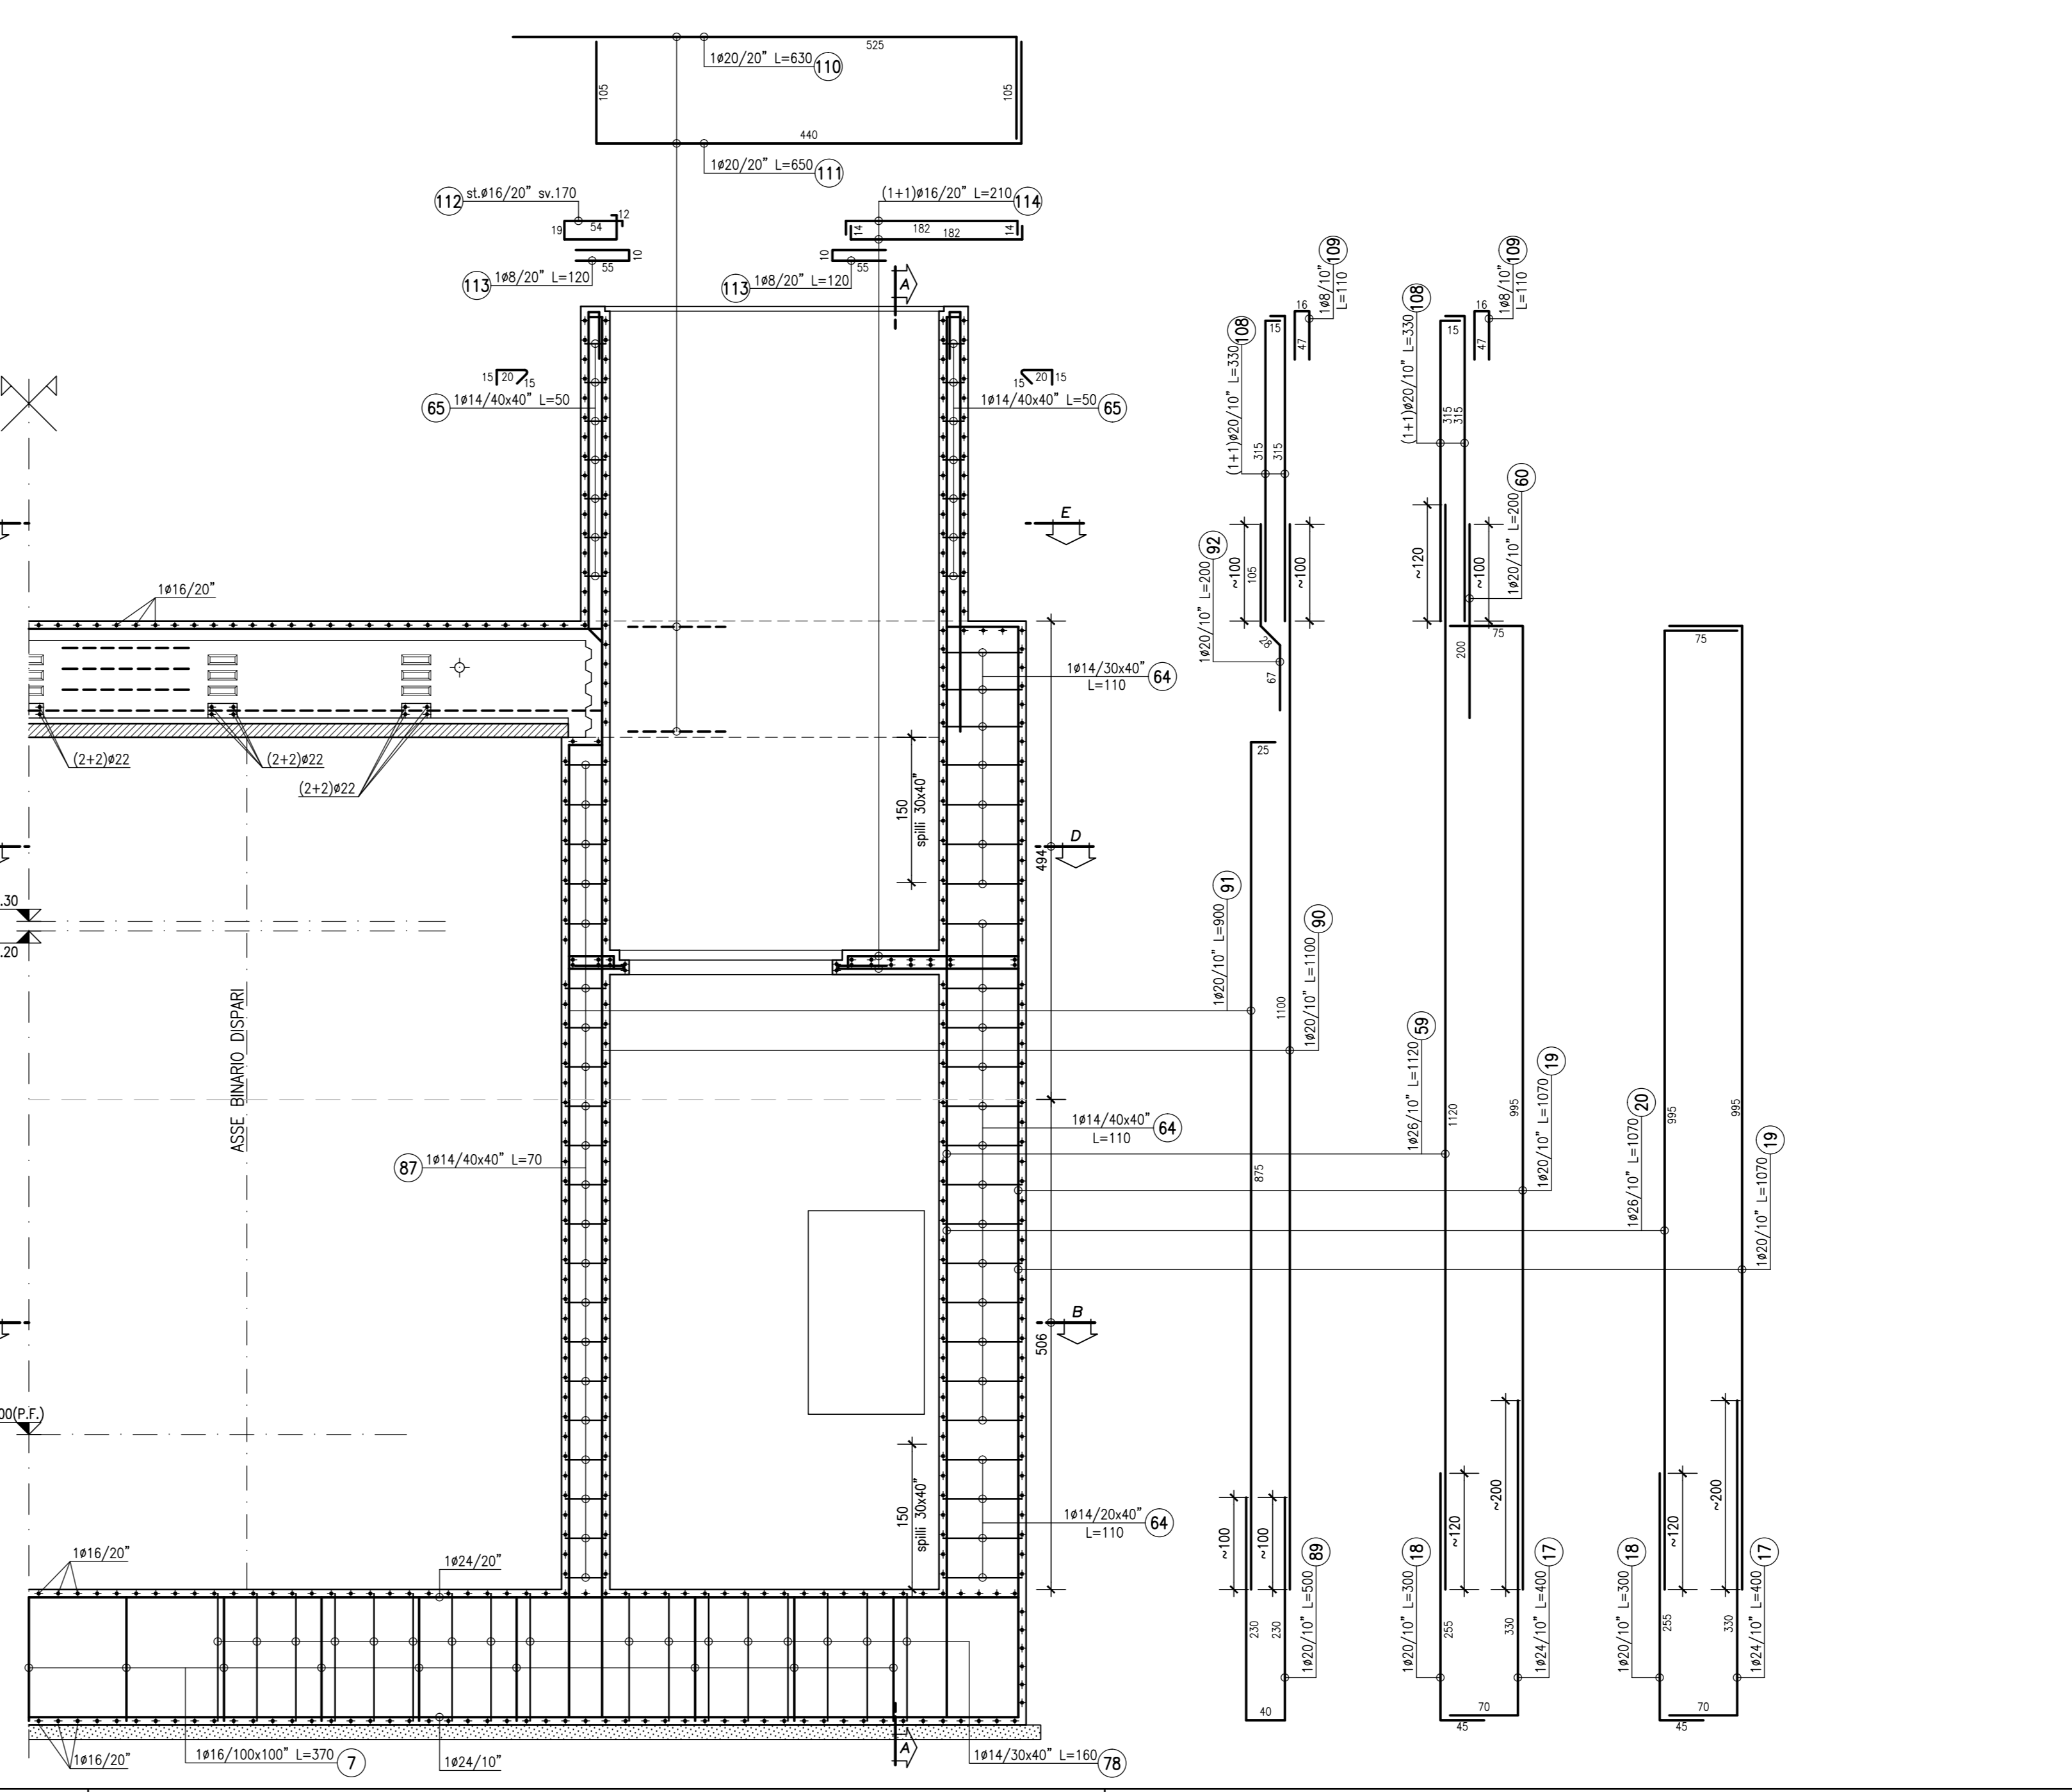 525
1ø20/20" L=630 110
105
105
440
1ø20/20" L=650 111
112 st.ø16/20" sv.170
(1+1)ø16/20" L=210 114
12
54
19
14
182
182
14
10
55
10
55
113 1ø8/20" L=120
113 1ø8/20" L=120
A
15 20 15
15 20 15
65 1ø14/40x40" L=50
1ø14/40x40" L=50 65
E
1ø16/20"
1ø14/30x40"
L=110
64
(2+2)ø22
(2+2)ø22
(2+2)ø22
150
spilli 30x40"
D
494
.30
.20
ASSE BINARIO DISPARI
1ø14/40x40"
L=110
64
87 1ø14/40x40" L=70
B
506
00(P.F.)
150
spilli 30x40"
1ø14/20x40"
L=110
64
1ø16/20"
1ø24/20"
1ø16/20"
1ø16/100x100" L=370 7
1ø24/10"
A
1ø14/30x40" L=160 78
1ø8/10"
L=110
109
16
47
15
(1+1)ø20/10" L=330 108
315
315
~100
105
~100
1ø20/10" L=200 92
28
67
25
1ø20/10" L=900 91
1100
1ø20/10" L=1100 90
875
~100
~100
230
230
1ø20/10" L=500 89
40
1ø8/10"
L=110
109
16
47
15
(1+1)ø20/10" L=330 108
315
315
~120
~100
1ø20/10" L=200 60
75
200
1ø26/10" L=1120 59
1120
995
1ø20/10" L=1070 19
~120
~200
1ø20/10" L=300 18
255
330
1ø24/10" L=400 17
70
45
75
1ø26/10" L=1070 20
995
995
1ø20/10" L=1070 19
~120
~200
1ø20/10" L=300 18
255
330
1ø24/10" L=400 17
70
45